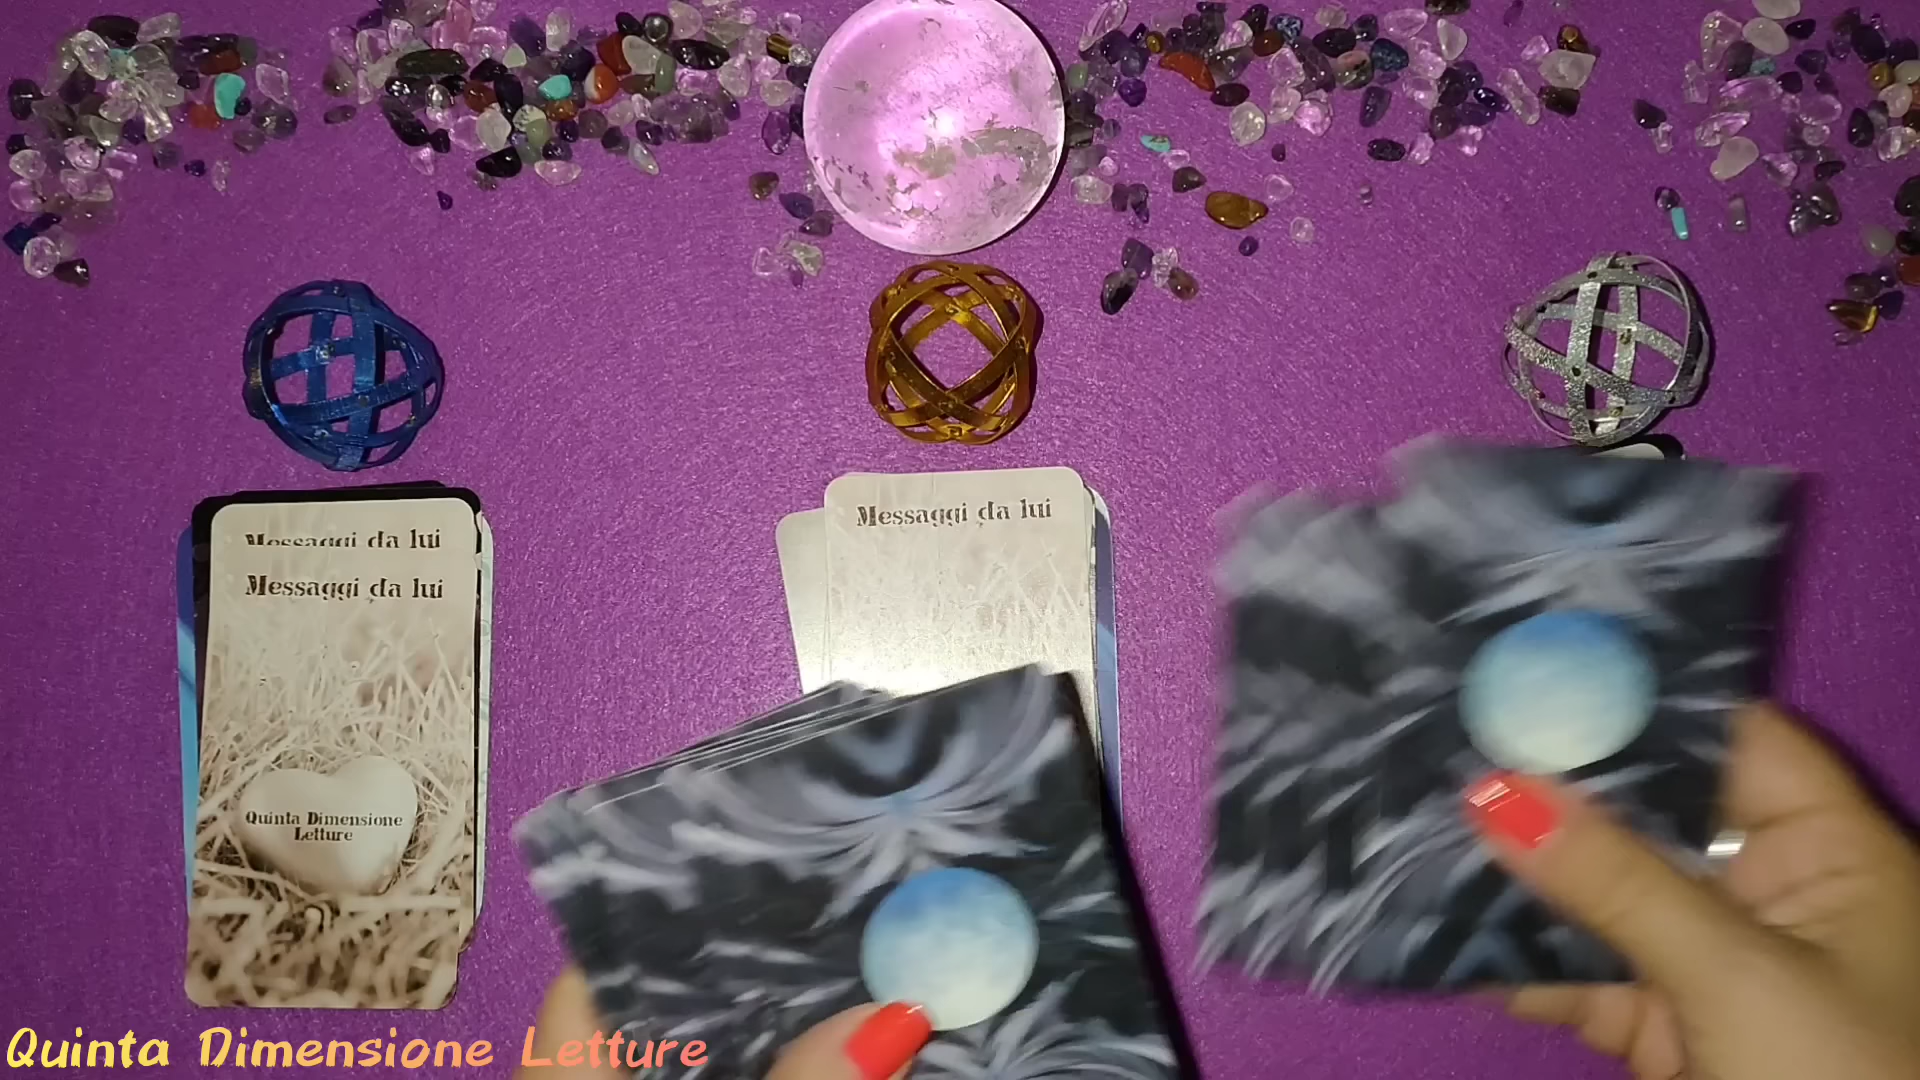 Messaggi da lui
Messaggi da lui
Quinta Dimensione
Letture
Messaggi da lui
Quinta Dimensione Letture